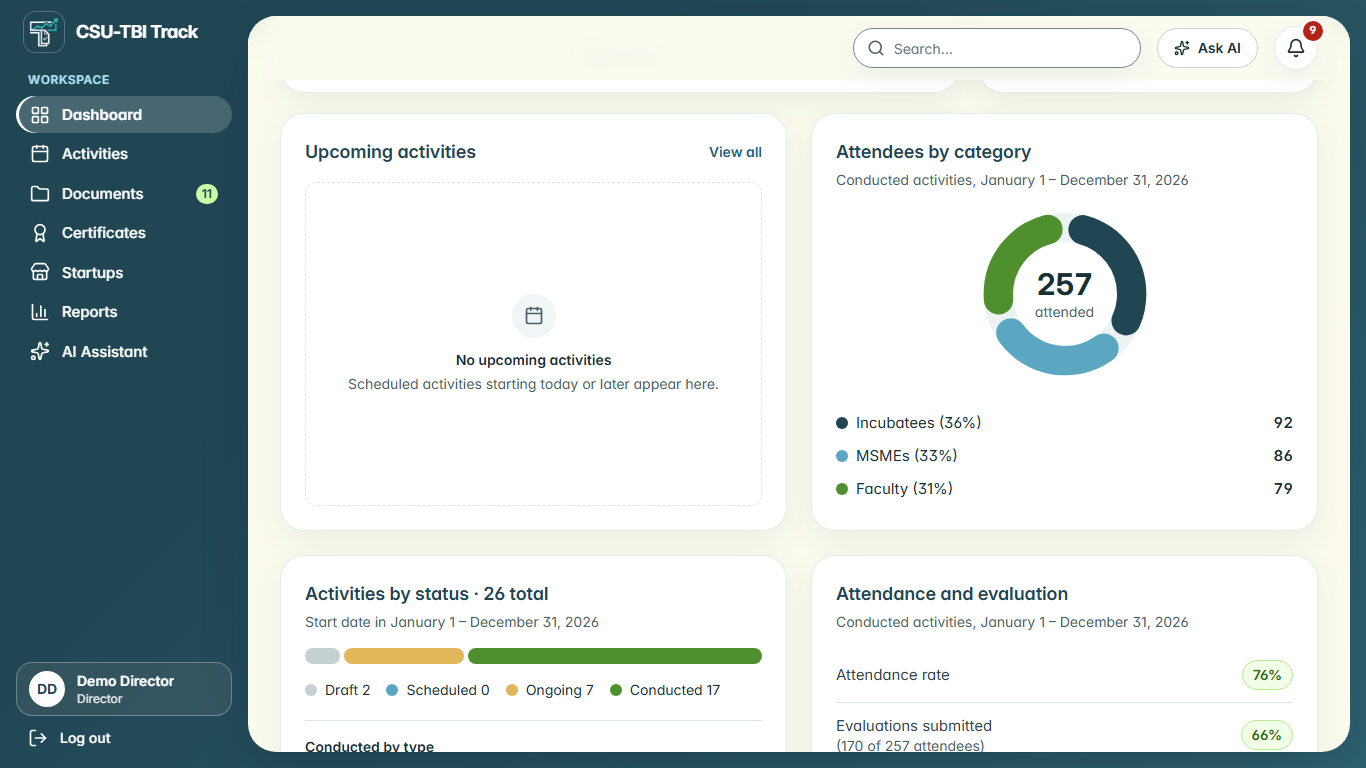 CSU-TBI Track
WORKSPACE
Dashboard
Activities
Documents 11
Certificates
Startups
Reports
AI Assistant
DD
Demo Director
Director
Log out
Search...
Ask AI
9
Upcoming activities
View all
No upcoming activities
Scheduled activities starting today or later appear here.
Attendees by category
Conducted activities, January 1 – December 31, 2026
257
attended
Incubatees (36%) 92
MSMEs (33%) 86
Faculty (31%) 79
Activities by status · 26 total
Start date in January 1 – December 31, 2026
Draft 2 Scheduled 0 Ongoing 7 Conducted 17
Conducted by type
Attendance and evaluation
Conducted activities, January 1 – December 31, 2026
Attendance rate 76%
Evaluations submitted
(170 of 257 attendees) 66%